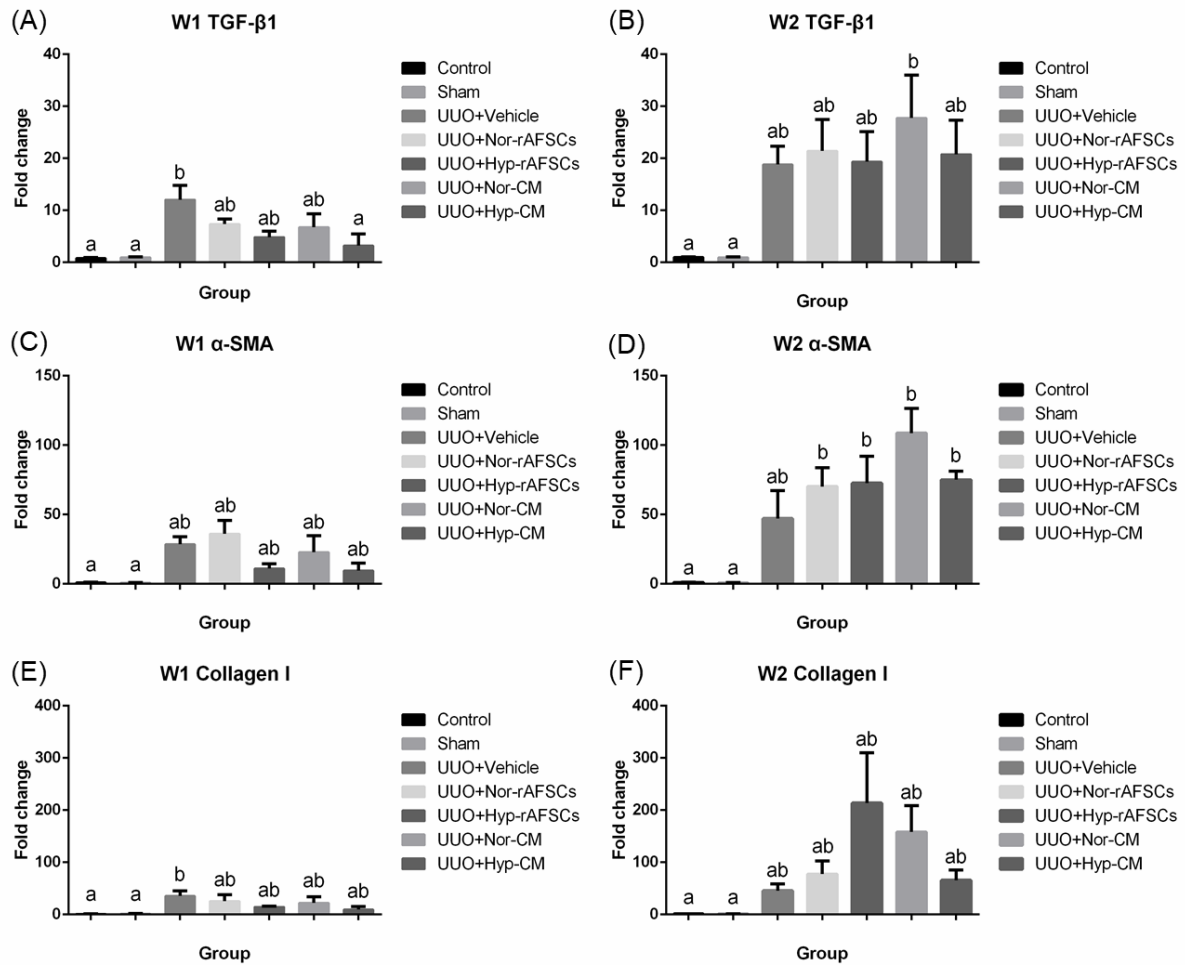 (A)
W1 TGF-β1
Fold change
40
30
20
10
0
a
a
b
ab
ab
ab
a
Group
Control
Sham
UUO+Vehicle
UUO+Nor-rAFSCs
UUO+Hyp-rAFSCs
UUO+Nor-CM
UUO+Hyp-CM
(B)
W2 TGF-β1
Fold change
40
30
20
10
0
a
a
ab
ab
ab
b
ab
Group
Control
Sham
UUO+Vehicle
UUO+Nor-rAFSCs
UUO+Hyp-rAFSCs
UUO+Nor-CM
UUO+Hyp-CM
(C)
W1 α-SMA
Fold change
150
100
50
0
a
a
ab
ab
ab
ab
ab
Group
Control
Sham
UUO+Vehicle
UUO+Nor-rAFSCs
UUO+Hyp-rAFSCs
UUO+Nor-CM
UUO+Hyp-CM
(D)
W2 α-SMA
Fold change
150
100
50
0
a
a
ab
b
b
b
b
Group
Control
Sham
UUO+Vehicle
UUO+Nor-rAFSCs
UUO+Hyp-rAFSCs
UUO+Nor-CM
UUO+Hyp-CM
(E)
W1 Collagen I
Fold change
400
300
200
100
0
a
a
b
ab
ab
ab
ab
Group
Control
Sham
UUO+Vehicle
UUO+Nor-rAFSCs
UUO+Hyp-rAFSCs
UUO+Nor-CM
UUO+Hyp-CM
(F)
W2 Collagen I
Fold change
400
300
200
100
0
a
a
ab
ab
ab
ab
ab
Group
Control
Sham
UUO+Vehicle
UUO+Nor-rAFSCs
UUO+Hyp-rAFSCs
UUO+Nor-CM
UUO+Hyp-CM